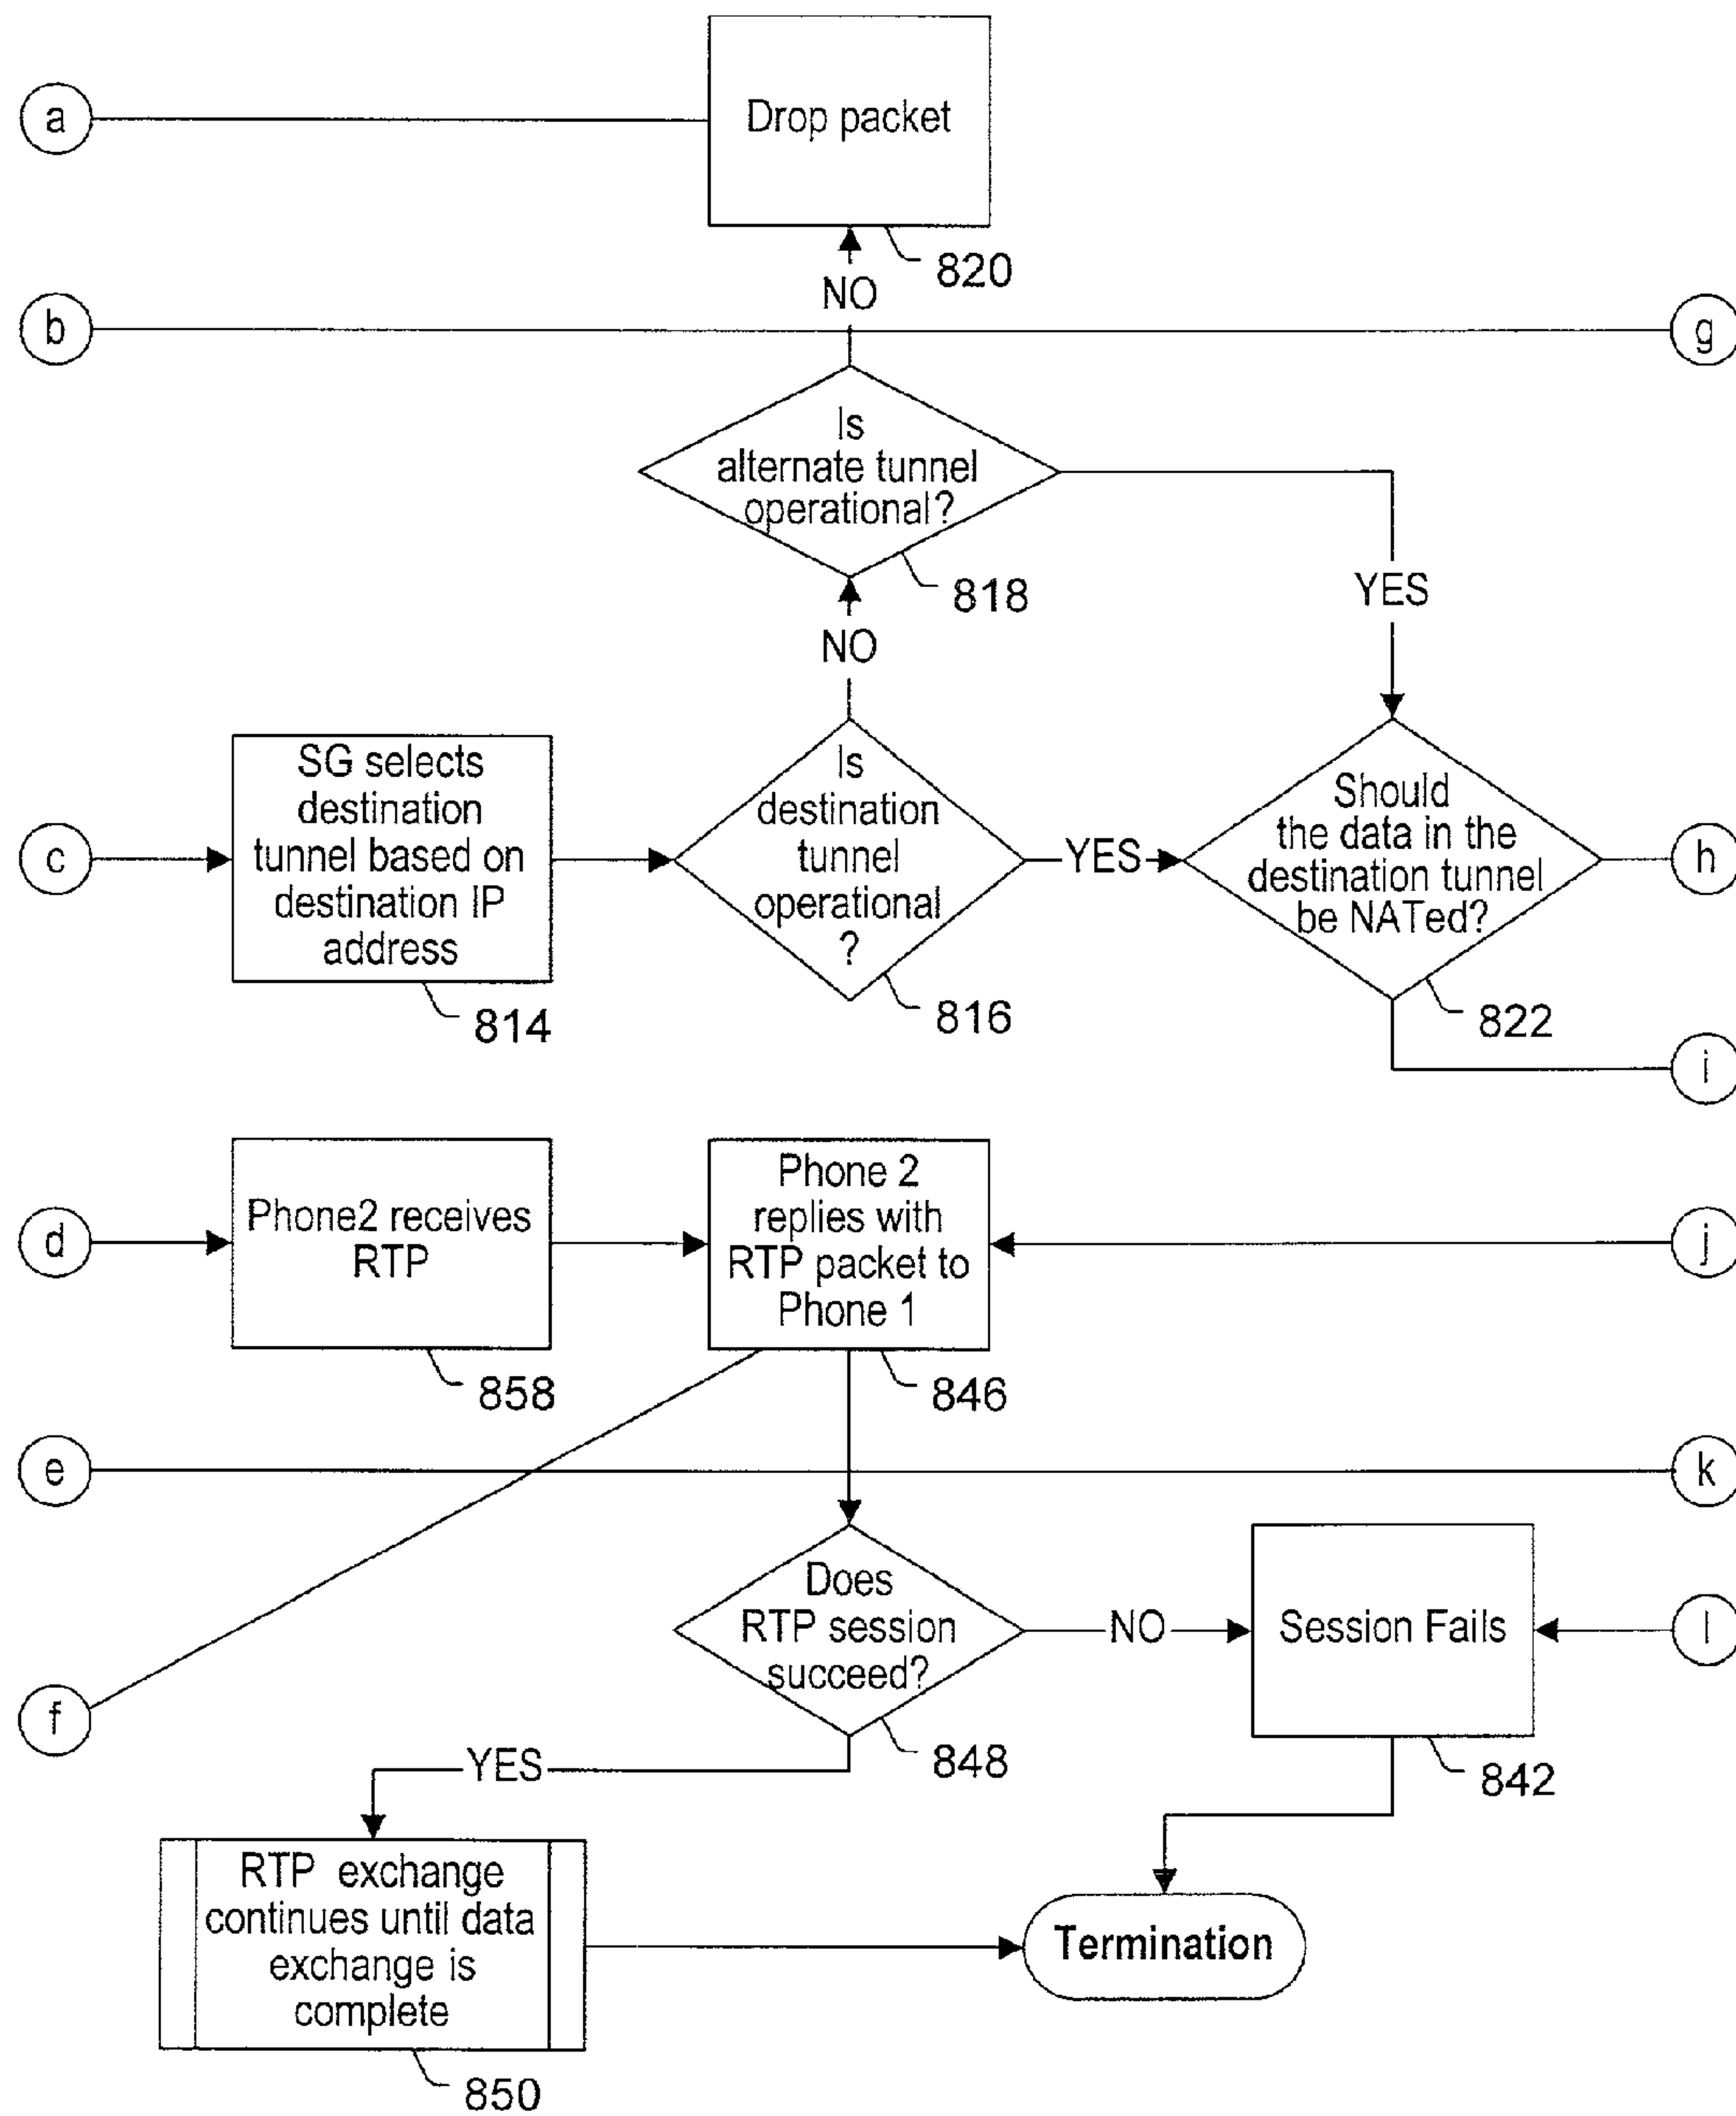 a
Drop packet
820
NO
b
g
Is
alternate tunnel
operational?
818
YES
NO
c
SG selects
destination
tunnel based on
destination IP
address
814
Is
destination
tunnel
operational
?
816
YES
Should
the data in the
destination tunnel
be NATed?
822
h
i
d
Phone2 receives
RTP
858
Phone 2
replies with
RTP packet to
Phone 1
846
j
e
k
Does
RTP session
succeed?
848
NO
Session Fails
842
l
f
YES
RTP exchange
continues until data
exchange is
complete
850
Termination